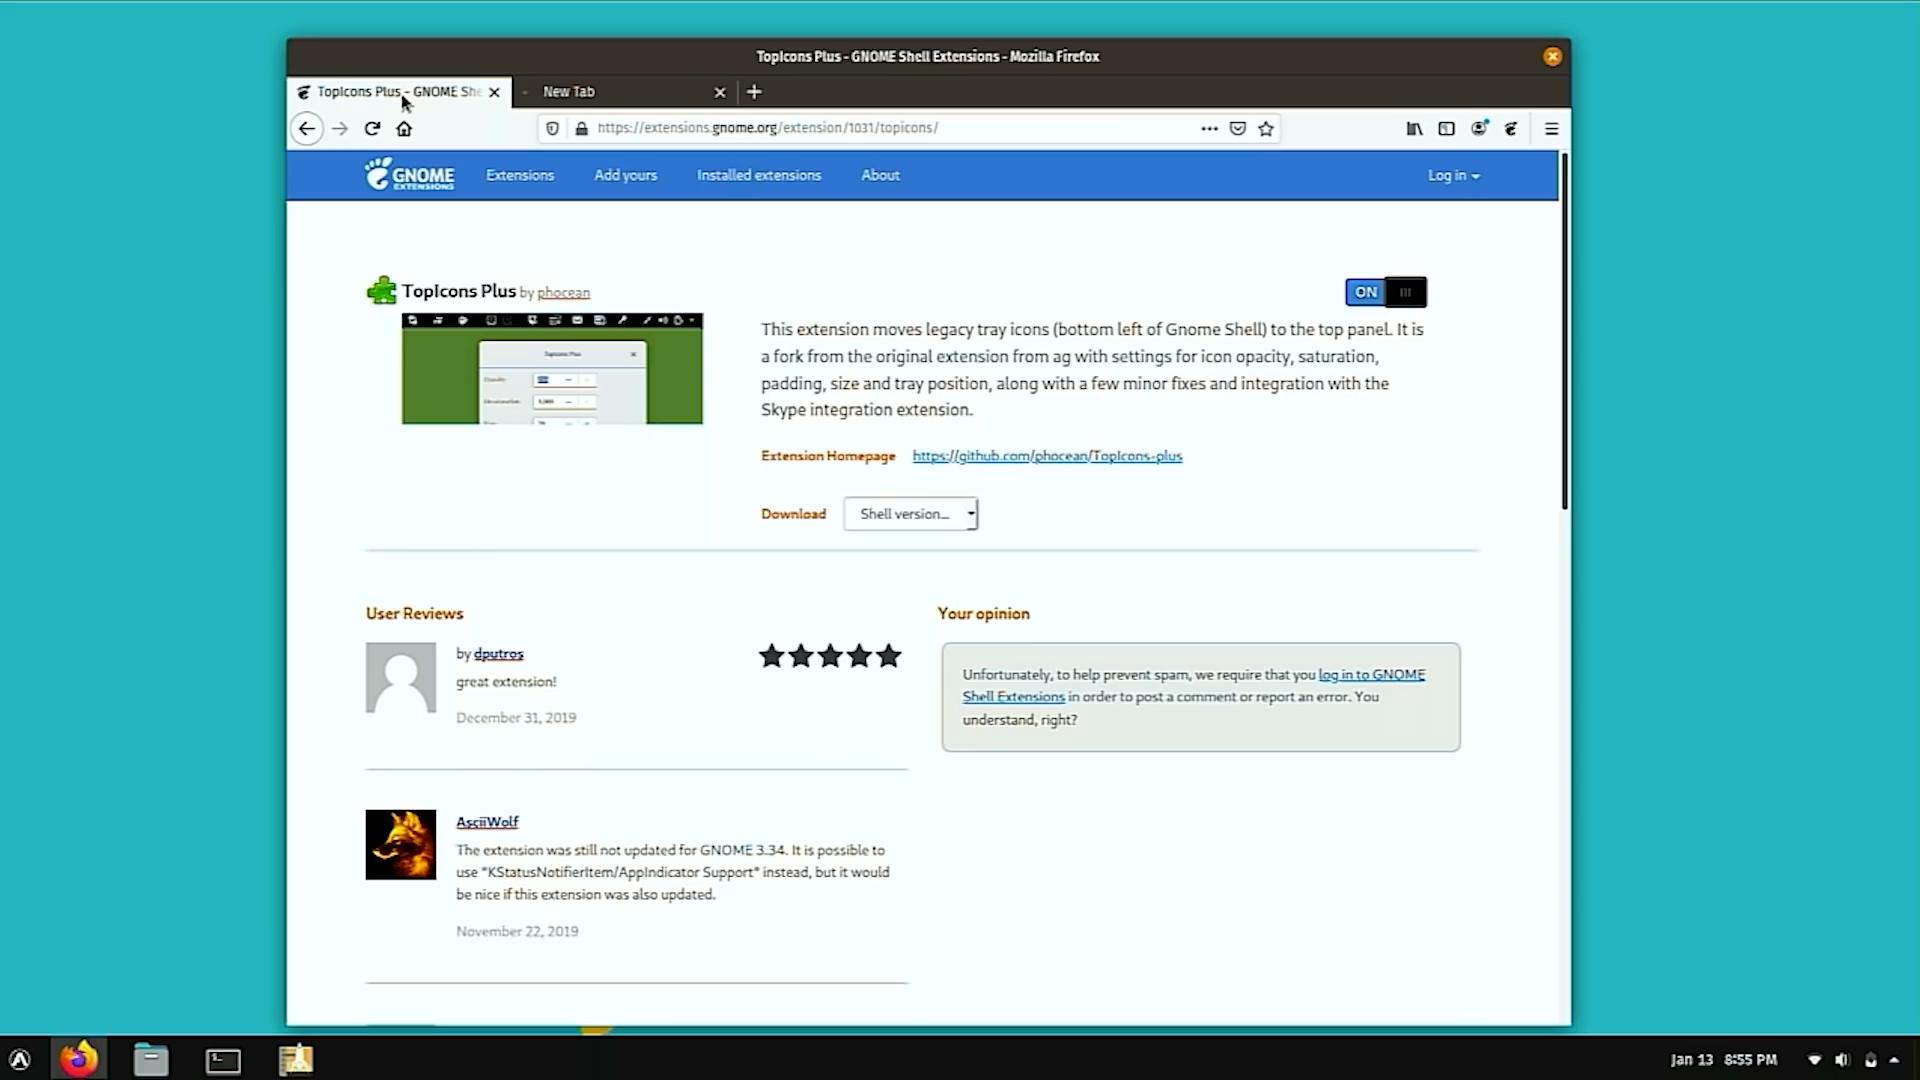 TopIcons Plus - GNOME Shell Extensions - Mozilla Firefox
TopIcons Plus - GNOME She
New Tab
https://extensions.gnome.org/extension/1031/topicons/
GNOME
EXTENSIONS
Extensions
Add yours
Installed extensions
About
Log in
TopIcons Plus by phocean
ON
TopIcons Plus
This extension moves legacy tray icons (bottom left of Gnome Shell) to the top panel. It is
a fork from the original extension from ag with settings for icon opacity, saturation,
padding, size and tray position, along with a few minor fixes and integration with the
Skype integration extension.
Extension Homepage https://github.com/phocean/TopIcons-plus
Download Shell version...
User Reviews
by dputros
great extension!
December 31, 2019
AsciiWolf
The extension was still not updated for GNOME 3.34. It is possible to
use "KStatusNotifierItem/AppIndicator Support" instead, but it would
be nice if this extension was also updated.
November 22, 2019
Your opinion
Unfortunately, to help prevent spam, we require that you log in to GNOME
Shell Extensions in order to post a comment or report an error. You
understand, right?
Jan 13 8:55 PM